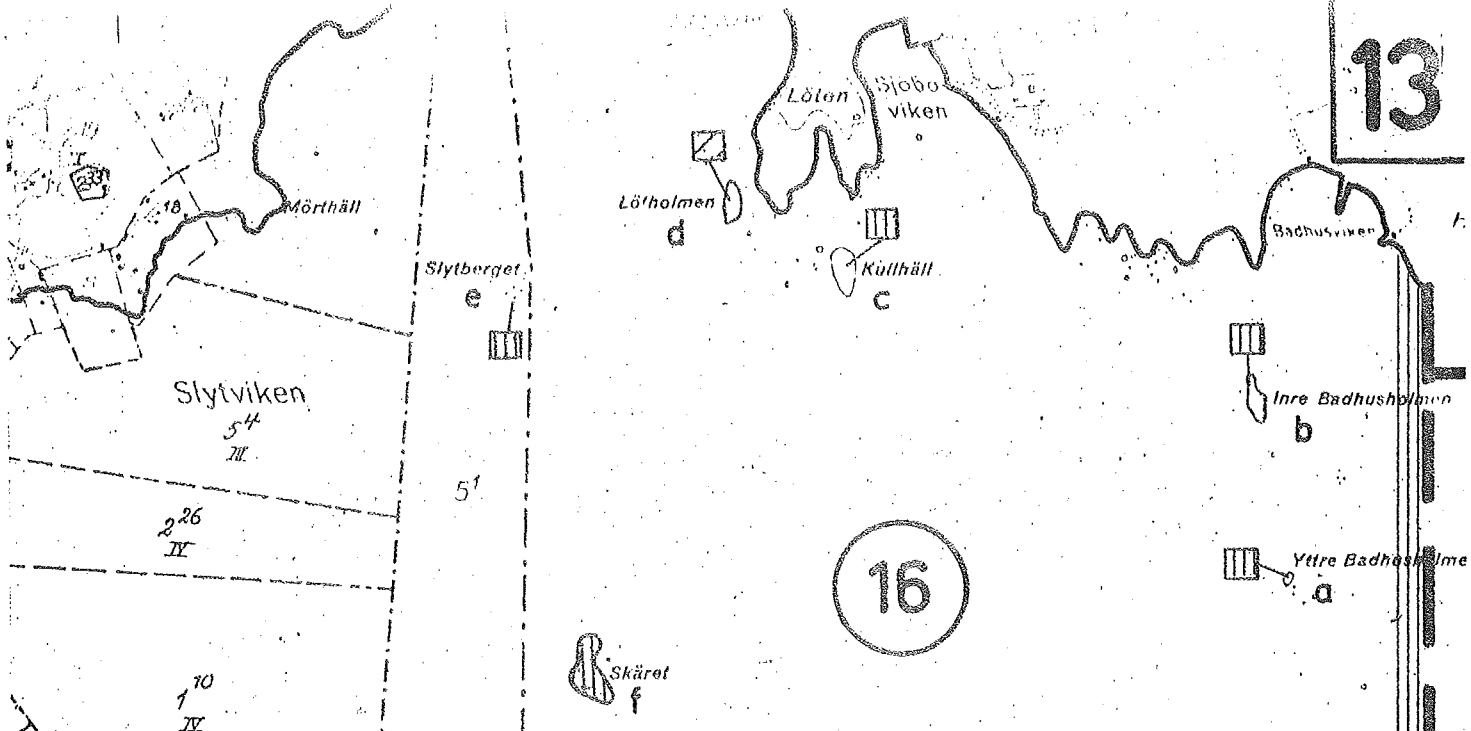 13
Löten
Sjöbo
viken
18
Mörthäll
Löfholmen
d
Badhusviken
Slytberget
e
Kullhäll
c
Slytviken
5⁴
III
Inre Badhusholmen
b
5¹
2²⁶
IV
16
Yttre Badhusholme
a
Skäret
f
1¹⁰
IV